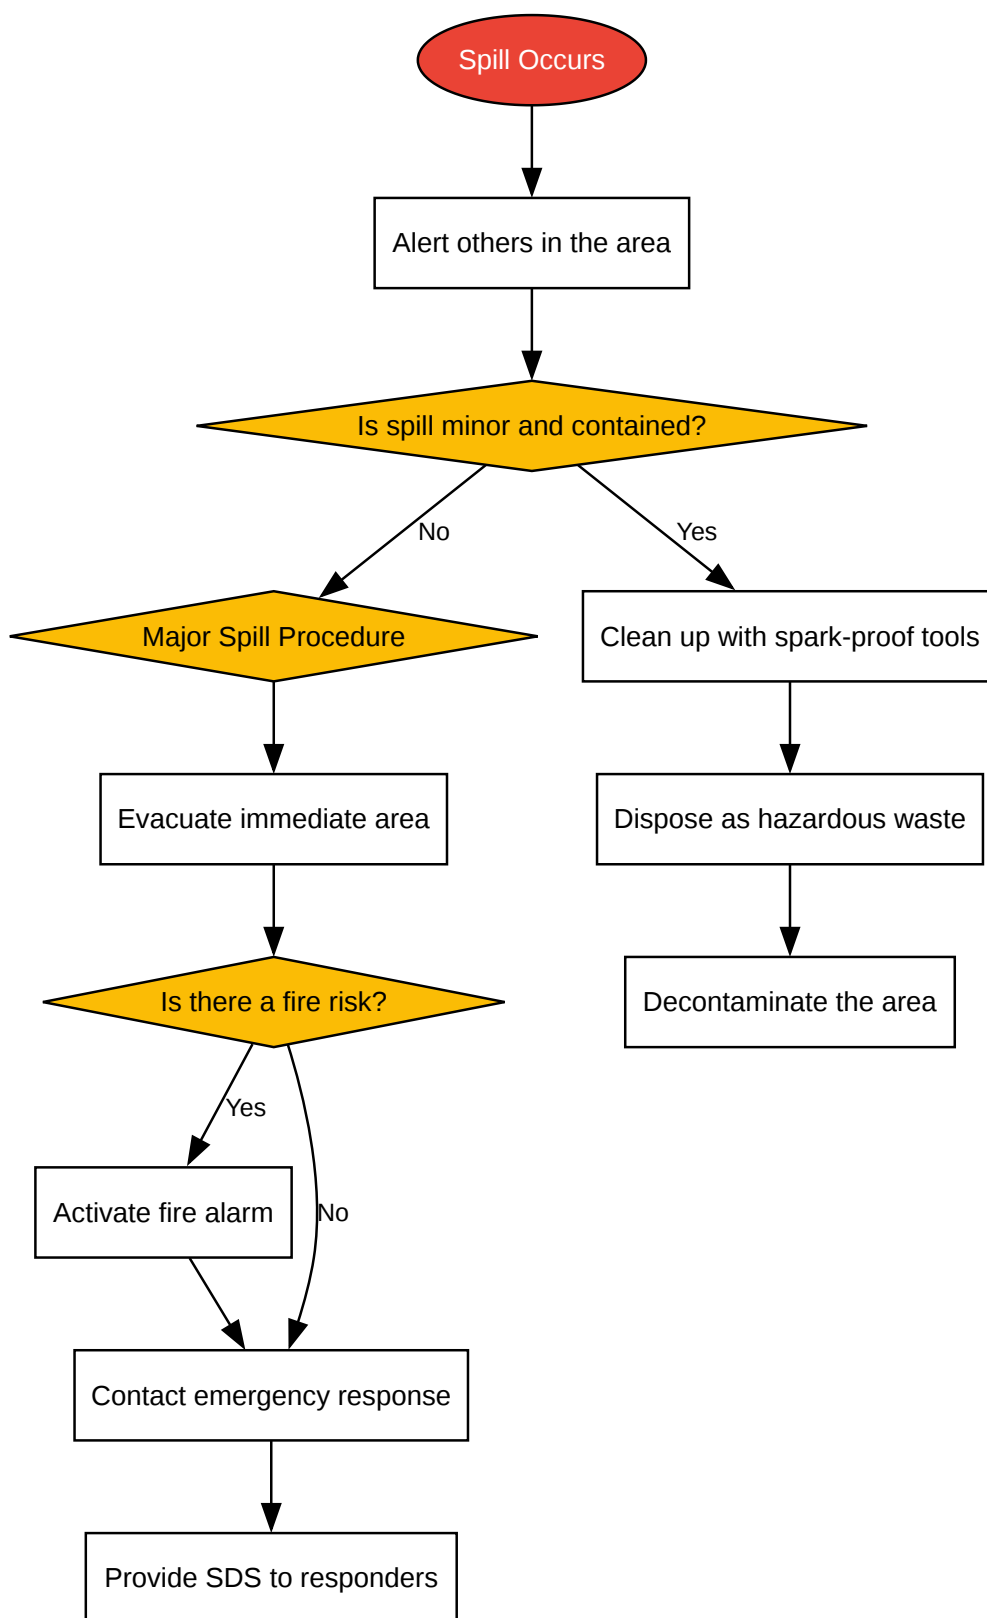 Spill Occurs
Alert others in the area
Is spill minor and contained?
No
Yes
Major Spill Procedure
Clean up with spark-proof tools
Evacuate immediate area
Dispose as hazardous waste
Is there a fire risk?
Decontaminate the area
Yes
Activate fire alarm
No
Contact emergency response
Provide SDS to responders